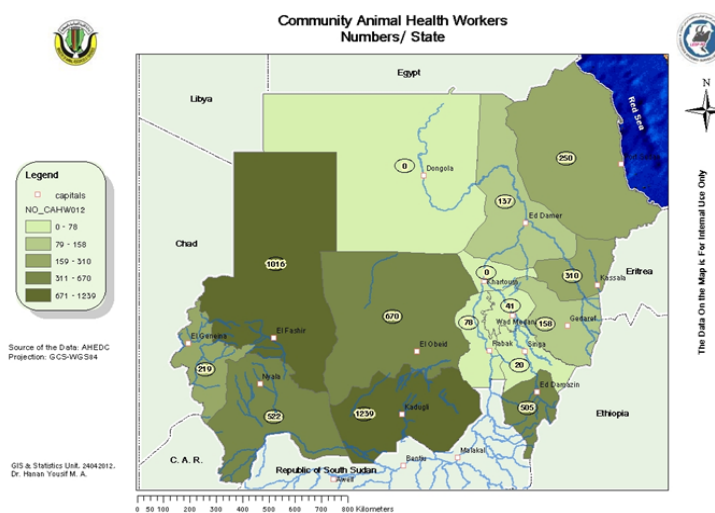 Community Animal Health Workers
Numbers/ State
Egypt
Libya
Red Sea
N
0
Dongola
250
137
Ed Damer
Legend
capitals
NO_CAHW012
0 - 78
79 - 158
159 - 310
311 - 670
671 - 1239
Chad
1016
0
Khartoum
310
Kassala
Eritrea
670
78
41
Wad Medani
158
Gedaref
El Fashir
El Geneina
El Obeid
Rabak
Singa
20
219
Nyala
Ed Damazin
522
1239
Kadugli
505
Ethiopia
C. A. R.
Republic of South Sudan
Bentiu
Malakal
Awail
Source of the Data: AHEDC
Projection: GCS-WGS84
GIS & Statistics Unit. 24042012.
Dr. Hanan Yousif M. A.
0 50 100 200 300 400 500 600 700 800 Kilometers
The Data On the Map is For Internal Use Only